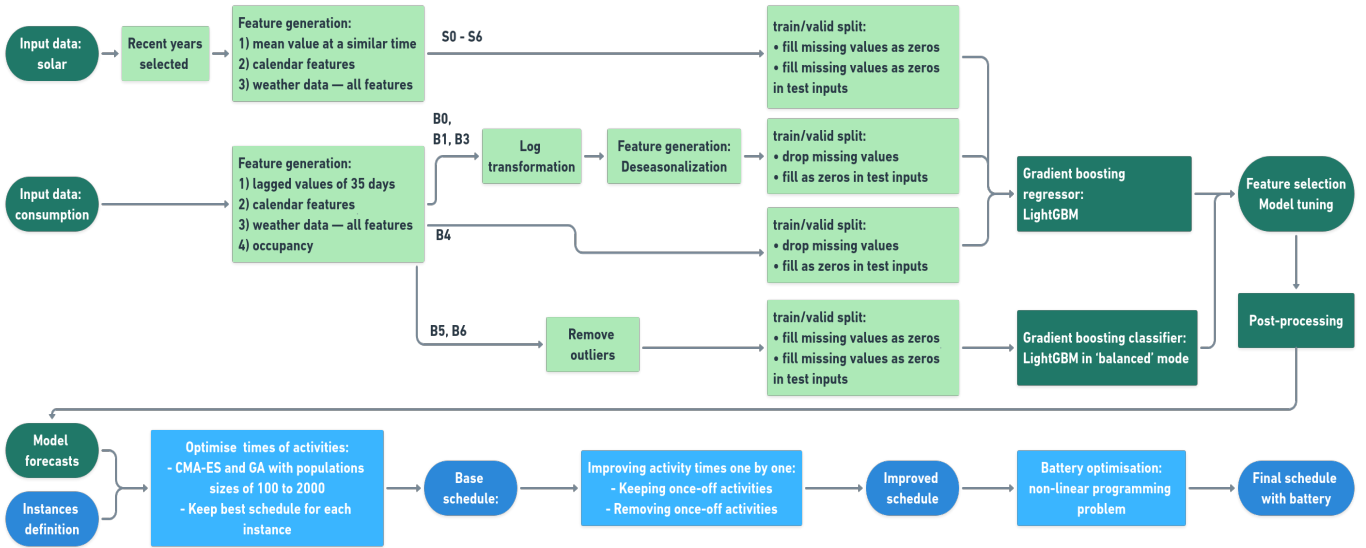 Input data:
solar
Recent years
selected
Feature generation:
1) mean value at a similar time
2) calendar features
3) weather data — all features
S0 - S6
train/valid split:
• fill missing values as zeros
• fill missing values as zeros
in test inputs
Input data:
consumption
Feature generation:
1) lagged values of 35 days
2) calendar features
3) weather data — all features
4) occupancy
B0,
B1, B3
Log
transformation
Feature generation:
Deseasonalization
train/valid split:
• drop missing values
• fill as zeros in test inputs
B4
train/valid split:
• drop missing values
• fill as zeros in test inputs
B5, B6
Remove
outliers
train/valid split:
• fill missing values as zeros
• fill missing values as zeros
in test inputs
Gradient boosting
regressor:
LightGBM
Gradient boosting classifier:
LightGBM in ‘balanced’ mode
Feature selection
Model tuning
Post-processing
Model
forecasts
Instances
definition
Optimise times of activities:
- CMA-ES and GA with populations
sizes of 100 to 2000
- Keep best schedule for each
instance
Base
schedule:
Improving activity times one by one:
- Keeping once-off activities
- Removing once-off activities
Improved
schedule
Battery optimisation:
non-linear programming
problem
Final schedule
with battery